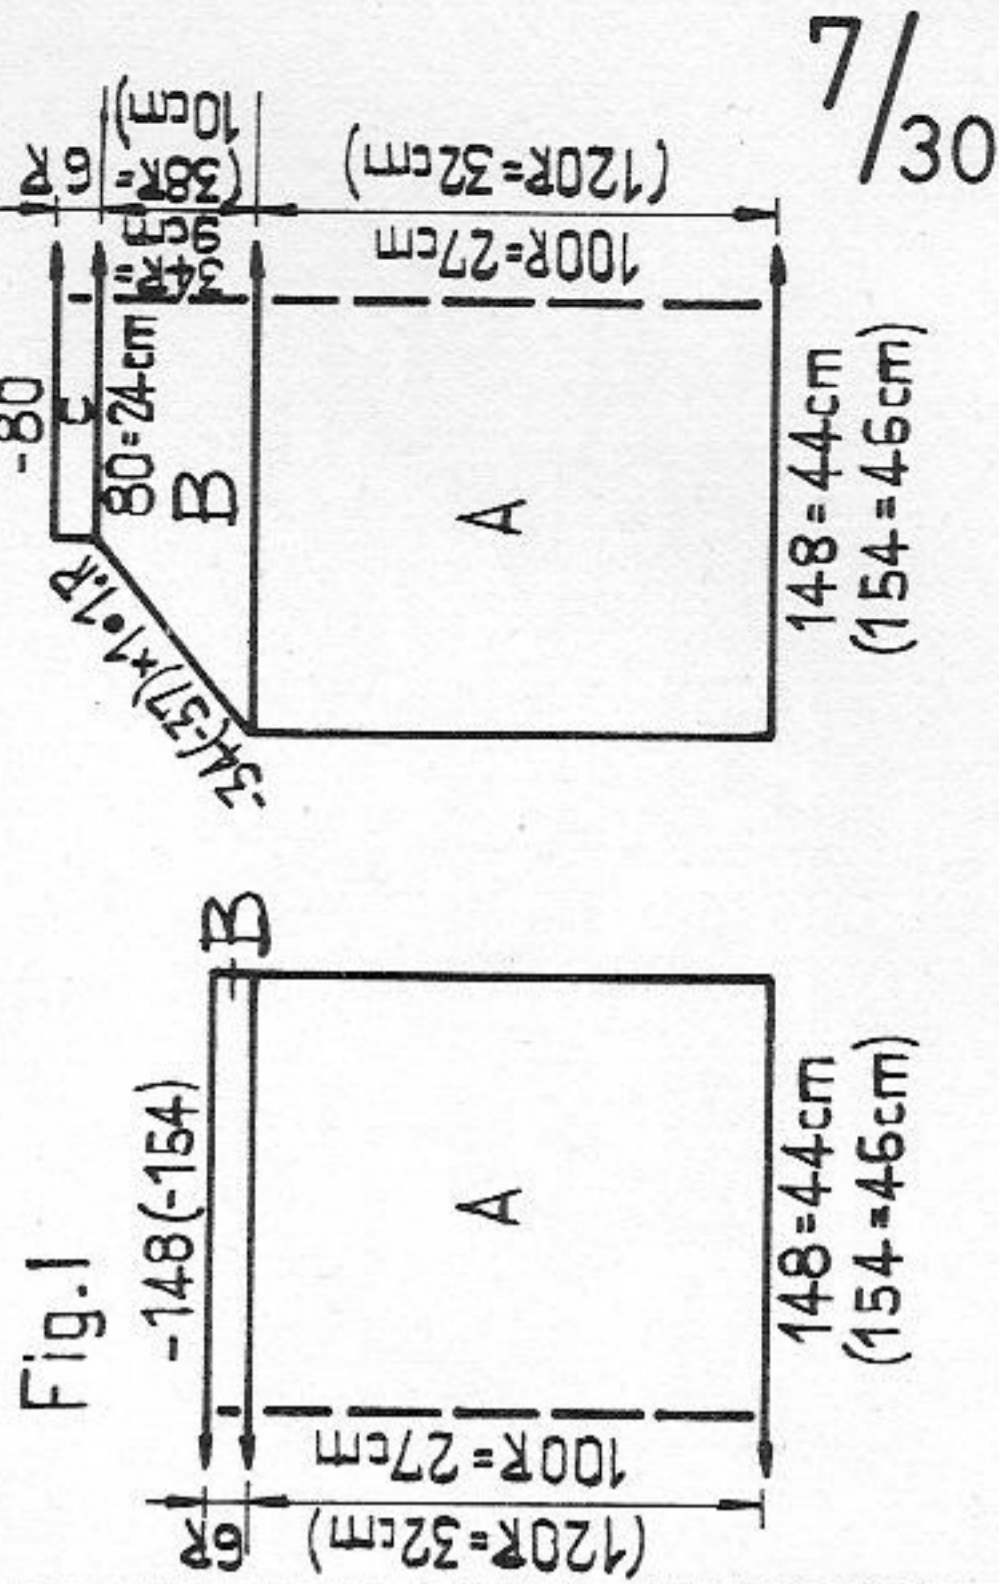 7/30
Fig.1
-148(-154)
B
A
6R
100R=27cm
(120R=32cm)
148=44cm
(154=46cm)
-80
C
80=24cm
B
-34(-37)×1•1.R
A
6R
34R=
9cm
(38R=
10cm)
100R=27cm
(120R=32cm)
148=44cm
(154=46cm)